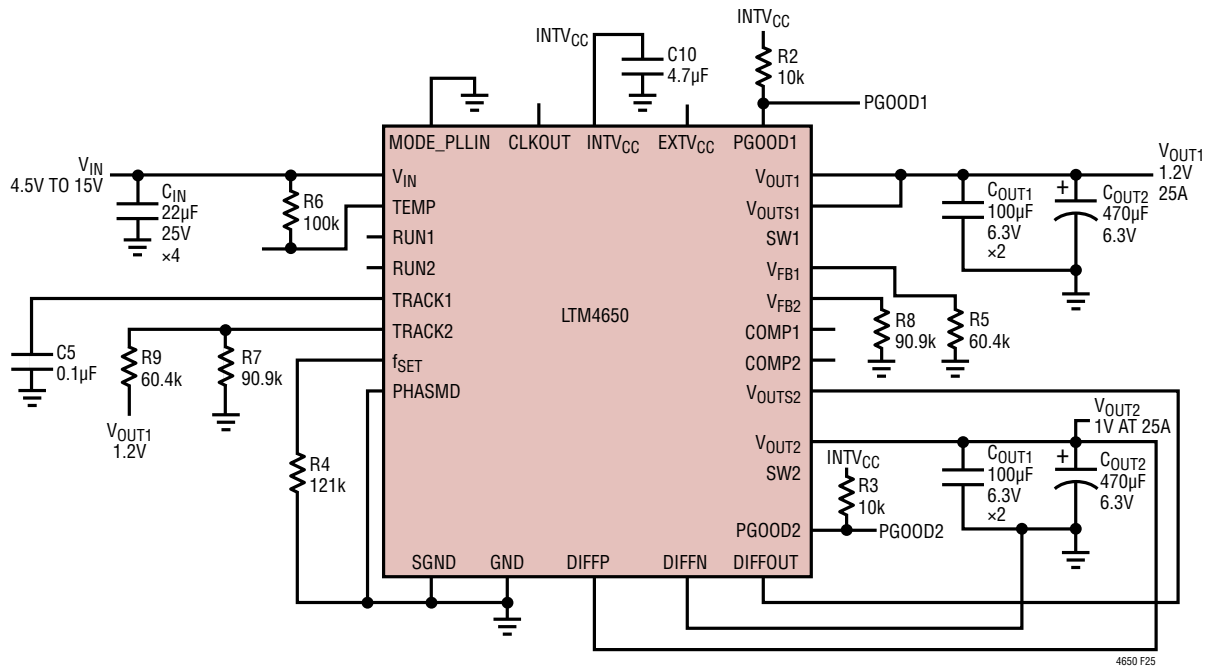 INTVCC
INTVCC
C10
4.7µF
R2
10k
PGOOD1
MODE_PLLIN
CLKOUT
INTVCC
EXTVCC
PGOOD1
VIN
4.5V TO 15V
CIN
22µF
25V
×4
R6
100k
VIN
TEMP
RUN1
RUN2
TRACK1
TRACK2
fSET
PHASMD
LTM4650
VOUT1
VOUTS1
SW1
VFB1
VFB2
COMP1
COMP2
VOUTS2
VOUT2
SW2
PGOOD2
VOUT1
1.2V
25A
COUT1
100µF
6.3V
×2
COUT2
470µF
6.3V
R8
90.9k
R5
60.4k
C5
0.1µF
R9
60.4k
R7
90.9k
VOUT1
1.2V
R4
121k
VOUT2
1V AT 25A
INTVCC
R3
10k
PGOOD2
COUT1
100µF
6.3V
×2
COUT2
470µF
6.3V
SGND
GND
DIFFP
DIFFN
DIFFOUT
4650 F25